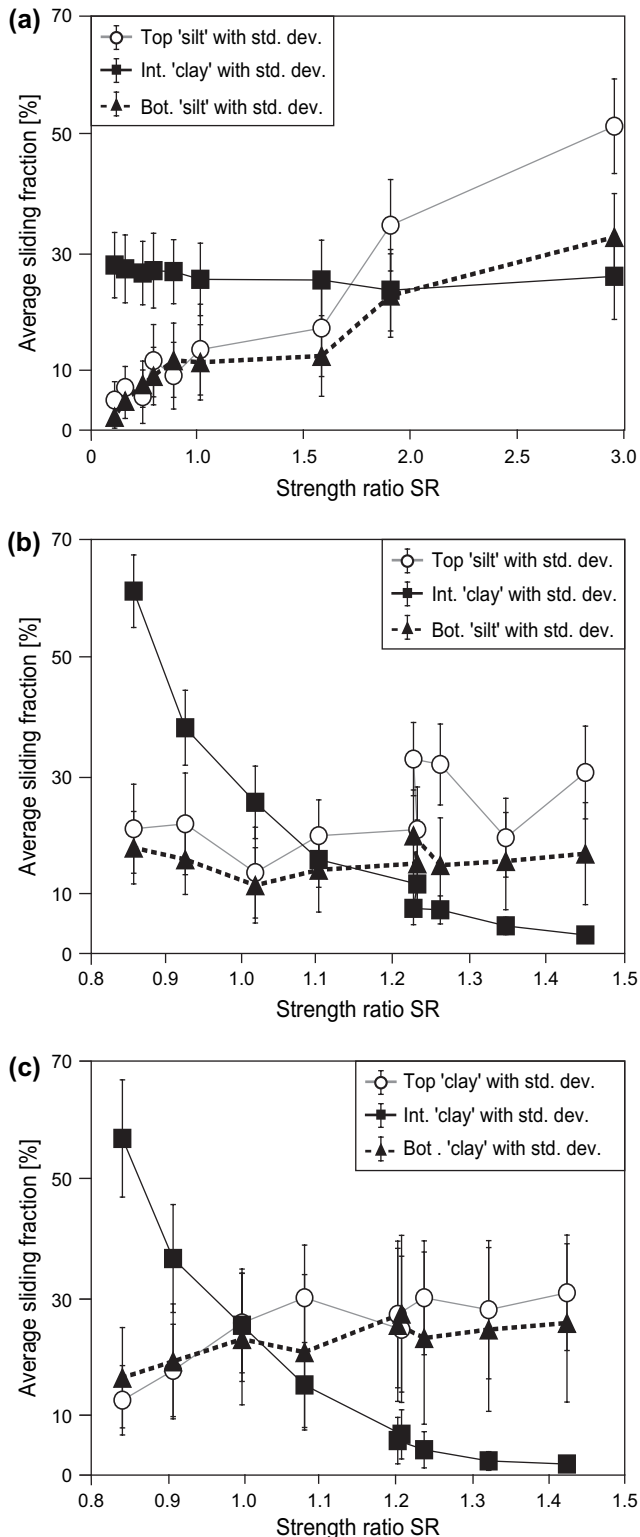 (a)
70
50
30
10
0
Average sliding fraction [%]
Top 'silt' with std. dev.
Int. 'clay' with std. dev.
Bot. 'silt' with std. dev.
0 1.0 1.5 2.0 2.5 3.0
Strength ratio SR
(b)
70
50
30
10
0
Average sliding fraction [%]
Top 'silt' with std. dev.
Int. 'clay' with std. dev.
Bot. 'silt' with std. dev.
0.8 0.9 1.0 1.1 1.2 1.3 1.4 1.5
Strength ratio SR
(c)
70
50
30
10
0
Average sliding fraction [%]
Top 'clay' with std. dev.
Int. 'clay' with std. dev.
Bot . 'clay' with std. dev.
0.8 0.9 1.0 1.1 1.2 1.3 1.4 1.5
Strength ratio SR